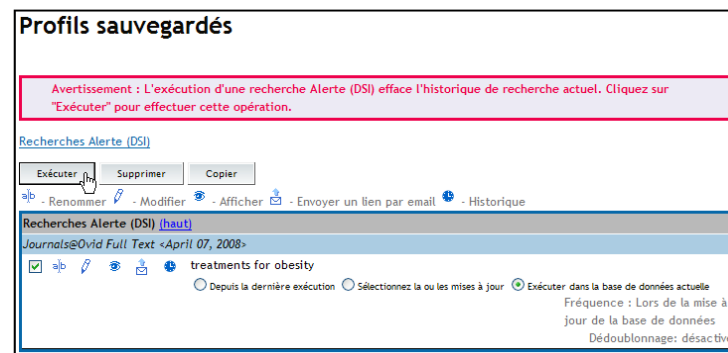 Profils sauvegardés
Avertissement : L'exécution d'une recherche Alerte (DSI) efface l'historique de recherche actuel. Cliquez sur
"Exécuter" pour effectuer cette opération.
Recherches Alerte (DSI)
Exécuter Supprimer Copier
a|b - Renommer - Modifier - Afficher - Envoyer un lien par email - Historique
Recherches Alerte (DSI) (haut)
Journals@Ovid Full Text <April 07, 2008>
a|b treatments for obesity
Depuis la dernière exécution Sélectionnez la ou les mises à jour Exécuter dans la base de données actuelle
Fréquence : Lors de la mise à
jour de la base de données
Dédoublonnage: désactiv